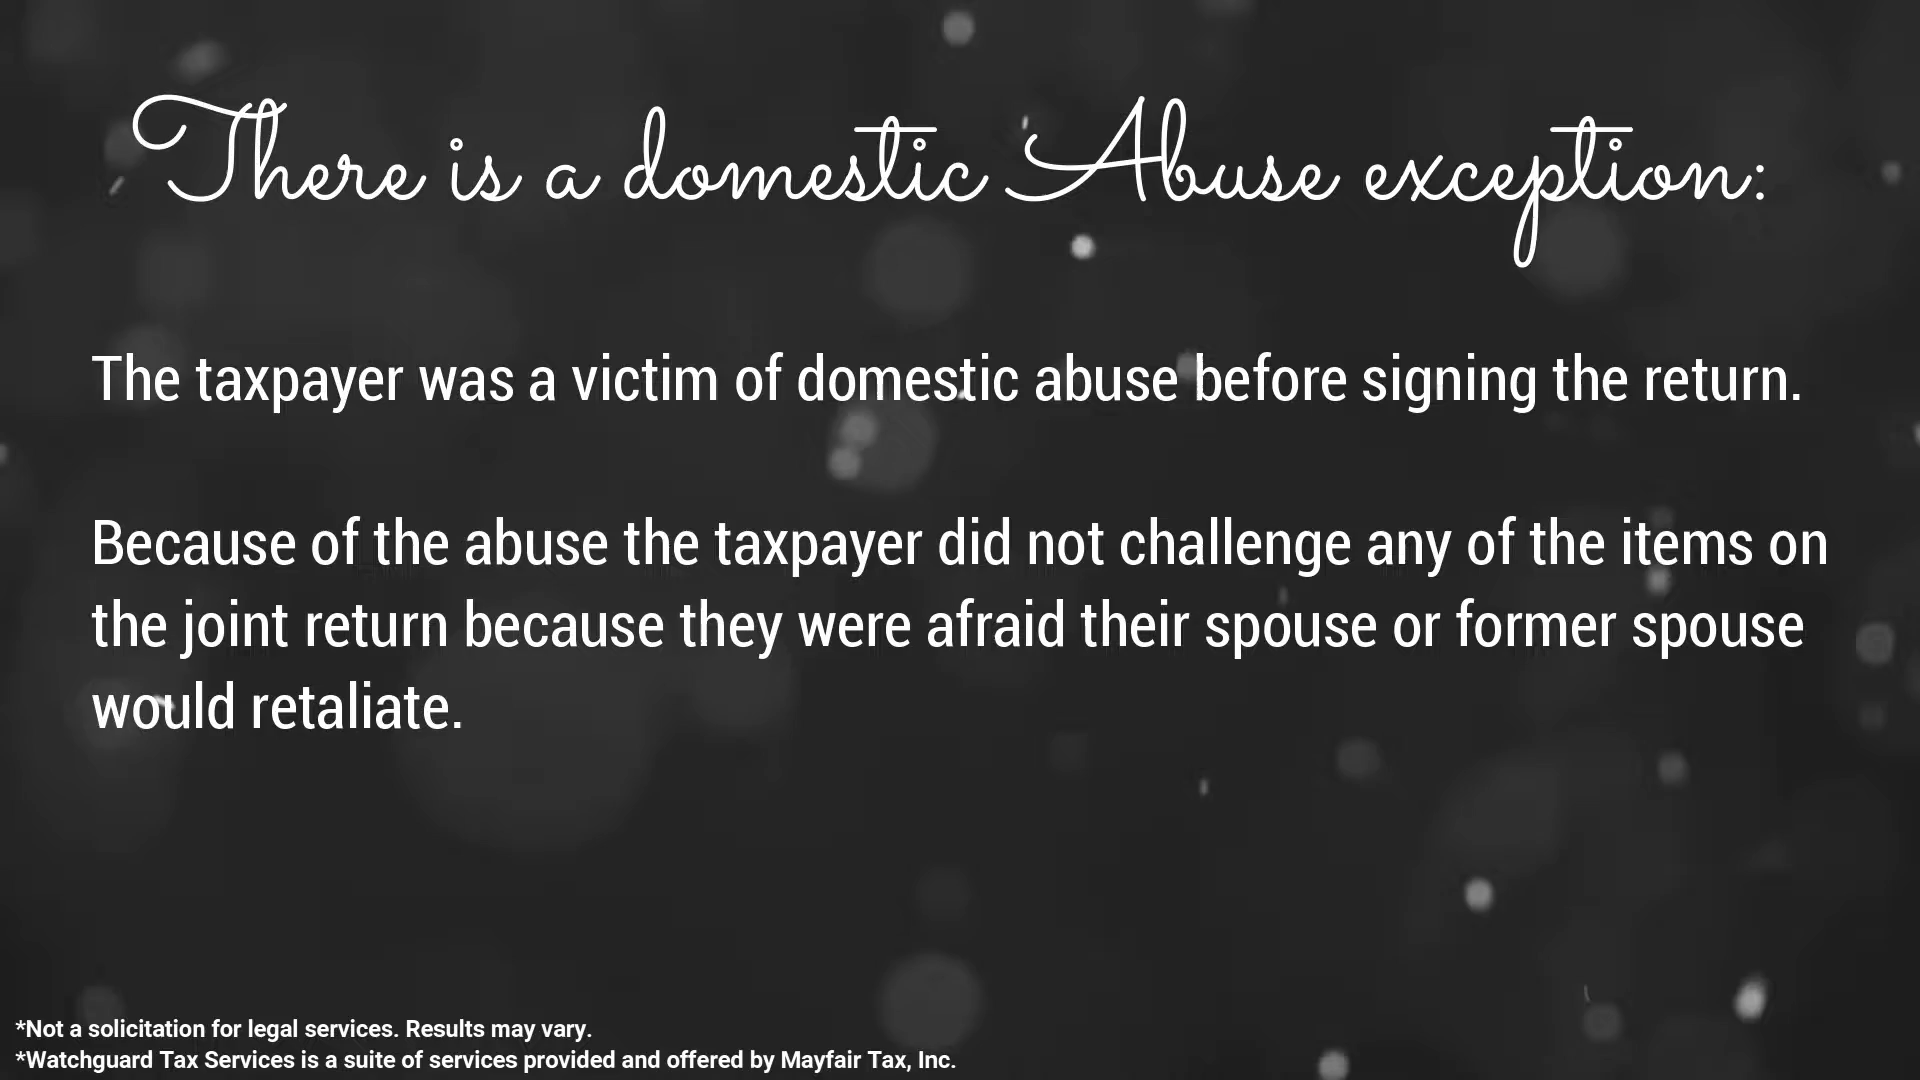 There is a domestic Abuse exception:
The taxpayer was a victim of domestic abuse before signing the return.
Because of the abuse the taxpayer did not challenge any of the items on
the joint return because they were afraid their spouse or former spouse
would retaliate.
*Not a solicitation for legal services. Results may vary.
*Watchguard Tax Services is a suite of services provided and offered by Mayfair Tax, Inc.